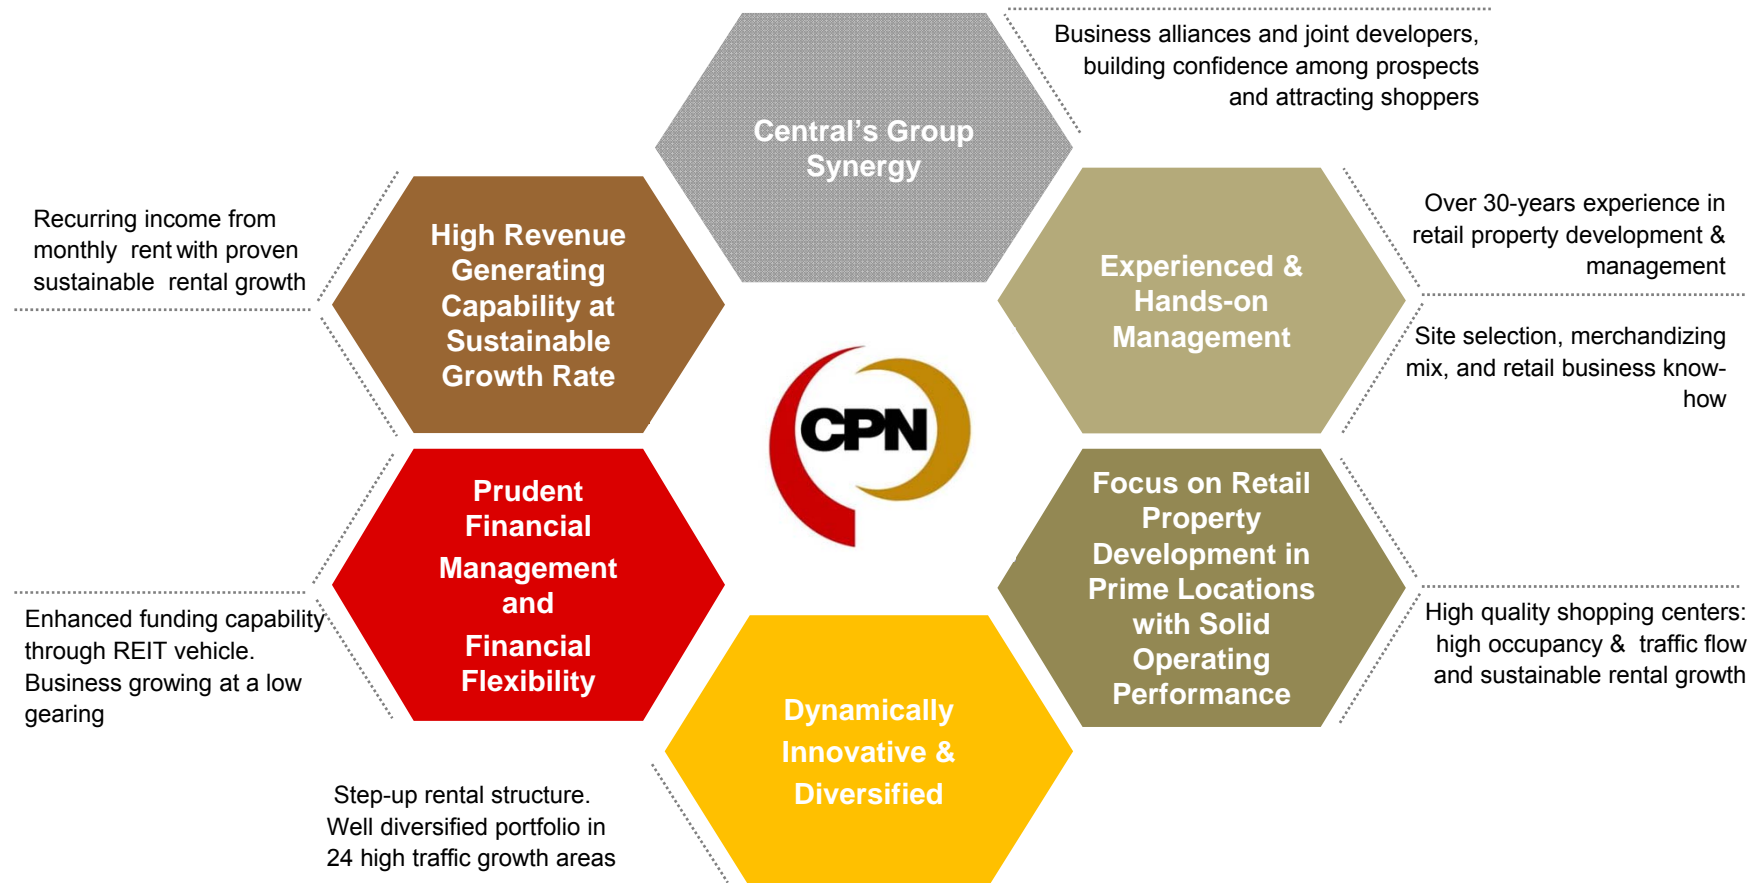 Business alliances and joint developers,
building confidence among prospects
and attracting shoppers
Central’s Group
Synergy
Recurring income from
monthly rent with proven
sustainable rental growth
High Revenue
Generating
Capability at
Sustainable
Growth Rate
Experienced &
Hands-on
Management
Over 30-years experience in
retail property development &
management
Site selection, merchandizing
mix, and retail business know-
how
CPN
Prudent
Financial
Management
and
Financial
Flexibility
Enhanced funding capability
through REIT vehicle.
Business growing at a low
gearing
Focus on Retail
Property
Development in
Prime Locations
with Solid
Operating
Performance
High quality shopping centers:
high occupancy & traffic flow
and sustainable rental growth
Dynamically
Innovative &
Diversified
Step-up rental structure.
Well diversified portfolio in
24 high traffic growth areas